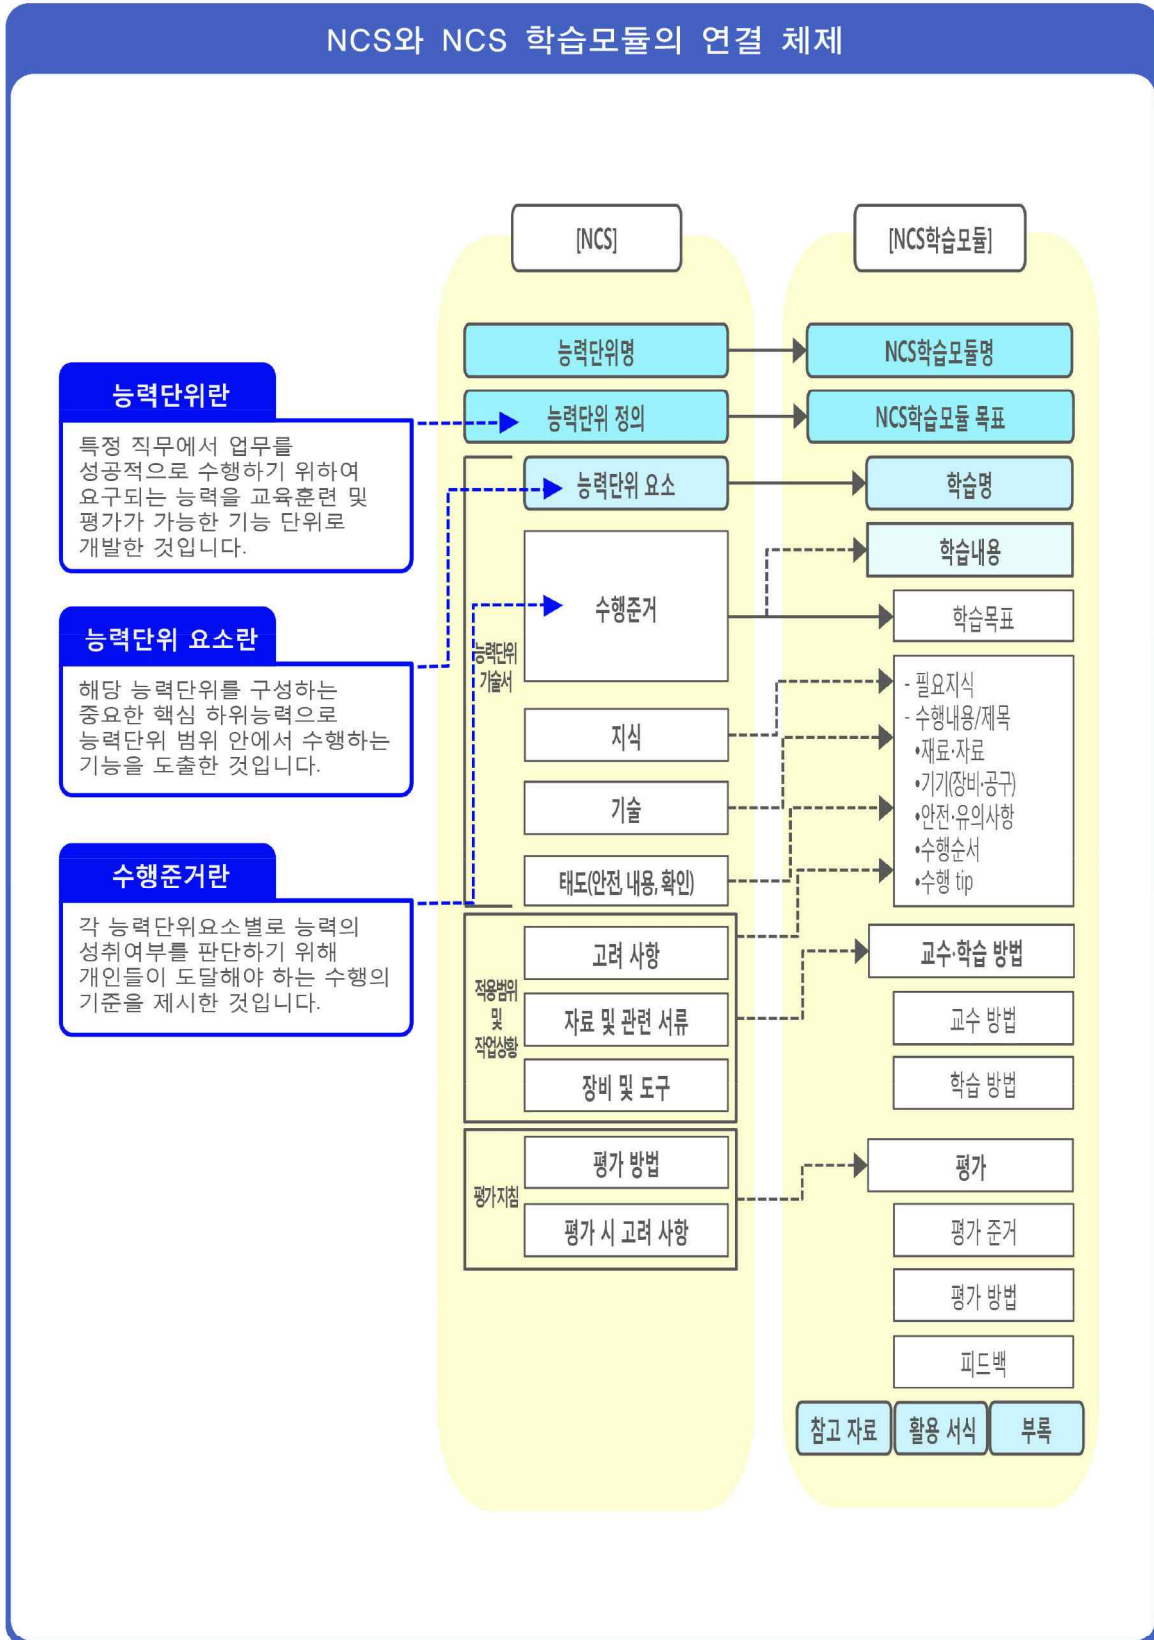 NCS와 NCS 학습모듈의 연결 체제
[NCS]
[NCS학습모듈]
능력단위명
NCS학습모듈명
능력단위란
특정 직무에서 업무를
성공적으로 수행하기 위하여
요구되는 능력을 교육훈련 및
평가가 가능한 기능 단위로
개발한 것입니다.
능력단위 정의
NCS학습모듈 목표
능력단위 요소
학습명
학습내용
수행준거
학습목표
능력단위 요소란
해당 능력단위를 구성하는
중요한 핵심 하위능력으로
능력단위 범위 안에서 수행하는
기능을 도출한 것입니다.
능력단위
기술서
지식
기술
태도(안전, 내용, 확인)
- 필요지식
- 수행내용/제목
•재료·자료
•기기(장비·공구)
•안전·유의사항
•수행순서
•수행 tip
수행준거란
각 능력단위요소별로 능력의
성취여부를 판단하기 위해
개인들이 도달해야 하는 수행의
기준을 제시한 것입니다.
적용범위
및
작업상황
고려 사항
자료 및 관련 서류
장비 및 도구
교수·학습 방법
교수 방법
학습 방법
평가지침
평가 방법
평가 시 고려 사항
평가
평가 준거
평가 방법
피드백
참고 자료
활용 서식
부록